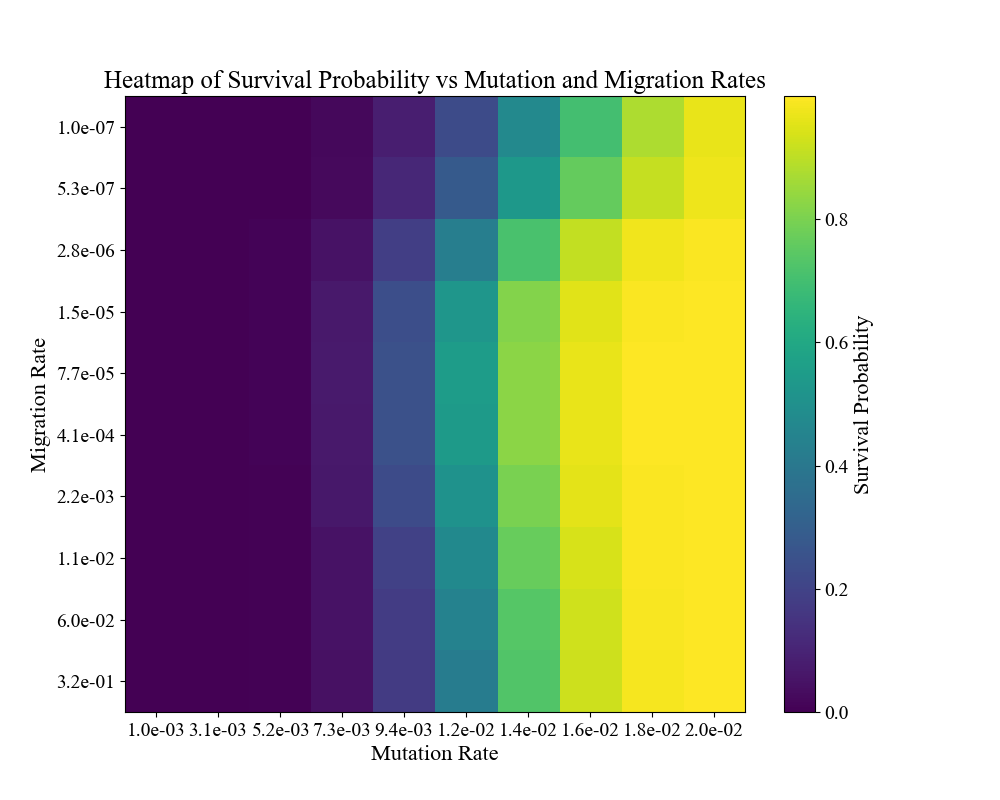 Heatmap of Survival Probability vs Mutation and Migration Rates
1.0e-07
5.3e-07
2.8e-06
1.5e-05
7.7e-05
4.1e-04
2.2e-03
1.1e-02
6.0e-02
3.2e-01
Migration Rate
1.0e-03 3.1e-03 5.2e-03 7.3e-03 9.4e-03 1.2e-02 1.4e-02 1.6e-02 1.8e-02 2.0e-02
Mutation Rate
0.8
0.6
0.4
0.2
0.0
Survival Probability